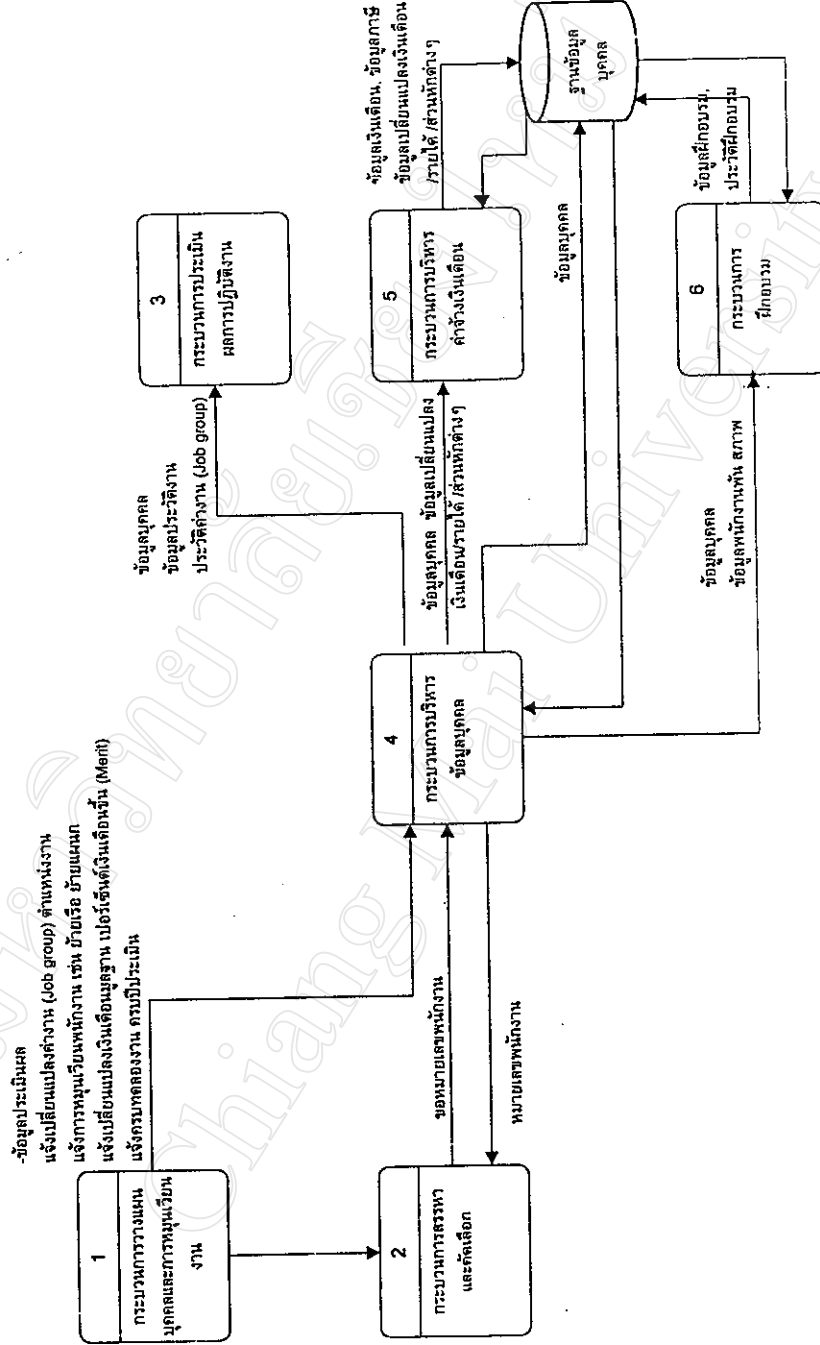 -ข้อมูลประเมินผล
แจ้งเปลี่ยนแปลงค่างาน (Job group) ตำแหน่งงาน
แจ้งการหมุนเวียนพนักงาน เช่น ย้ายเรือ ย้ายแผนก
แจ้งเปลี่ยนแปลงเงินเดือนมูลฐาน เปอร์เซ็นต์เงินเดือนขึ้น (Merit)
แจ้งครบทดลองงาน ครบปีประเมิน
1
กระบวนการวางแผน
บุคคลและการหมุนเวียน
งาน
2
กระบวนการสรรหา
และคัดเลือก
ขอหมายเลขพนักงาน
หมายเลขพนักงาน
4
กระบวนการบริหาร
ข้อมูลบุคคล
ข้อมูลบุคคล
ข้อมูลประวัติงาน
ประวัติค่างาน (Job group)
3
กระบวนการประเมิน
ผลการปฏิบัติงาน
ข้อมูลบุคคล ข้อมูลเปลี่ยนแปลง
เงินเดือน/รายได้ /ส่วนหักต่างๆ
5
กระบวนการบริหาร
ค่าจ้างเงินเดือน
ข้อมูลเงินเดือน, ข้อมูลภาษี
ข้อมูลเปลี่ยนแปลงเงินเดือน
/รายได้ /ส่วนหักต่างๆ
ข้อมูลบุคคล
ฐานข้อมูล
บุคคล
ข้อมูลบุคคล
ข้อมูลพนักงานพ้น สภาพ
6
กระบวนการ
ฝึกอบรม
ข้อมูลฝึกอบรม,
ประวัติฝึกอบรม
มหาวิทยาลัยเชียงใหม่
Chiang Mai University